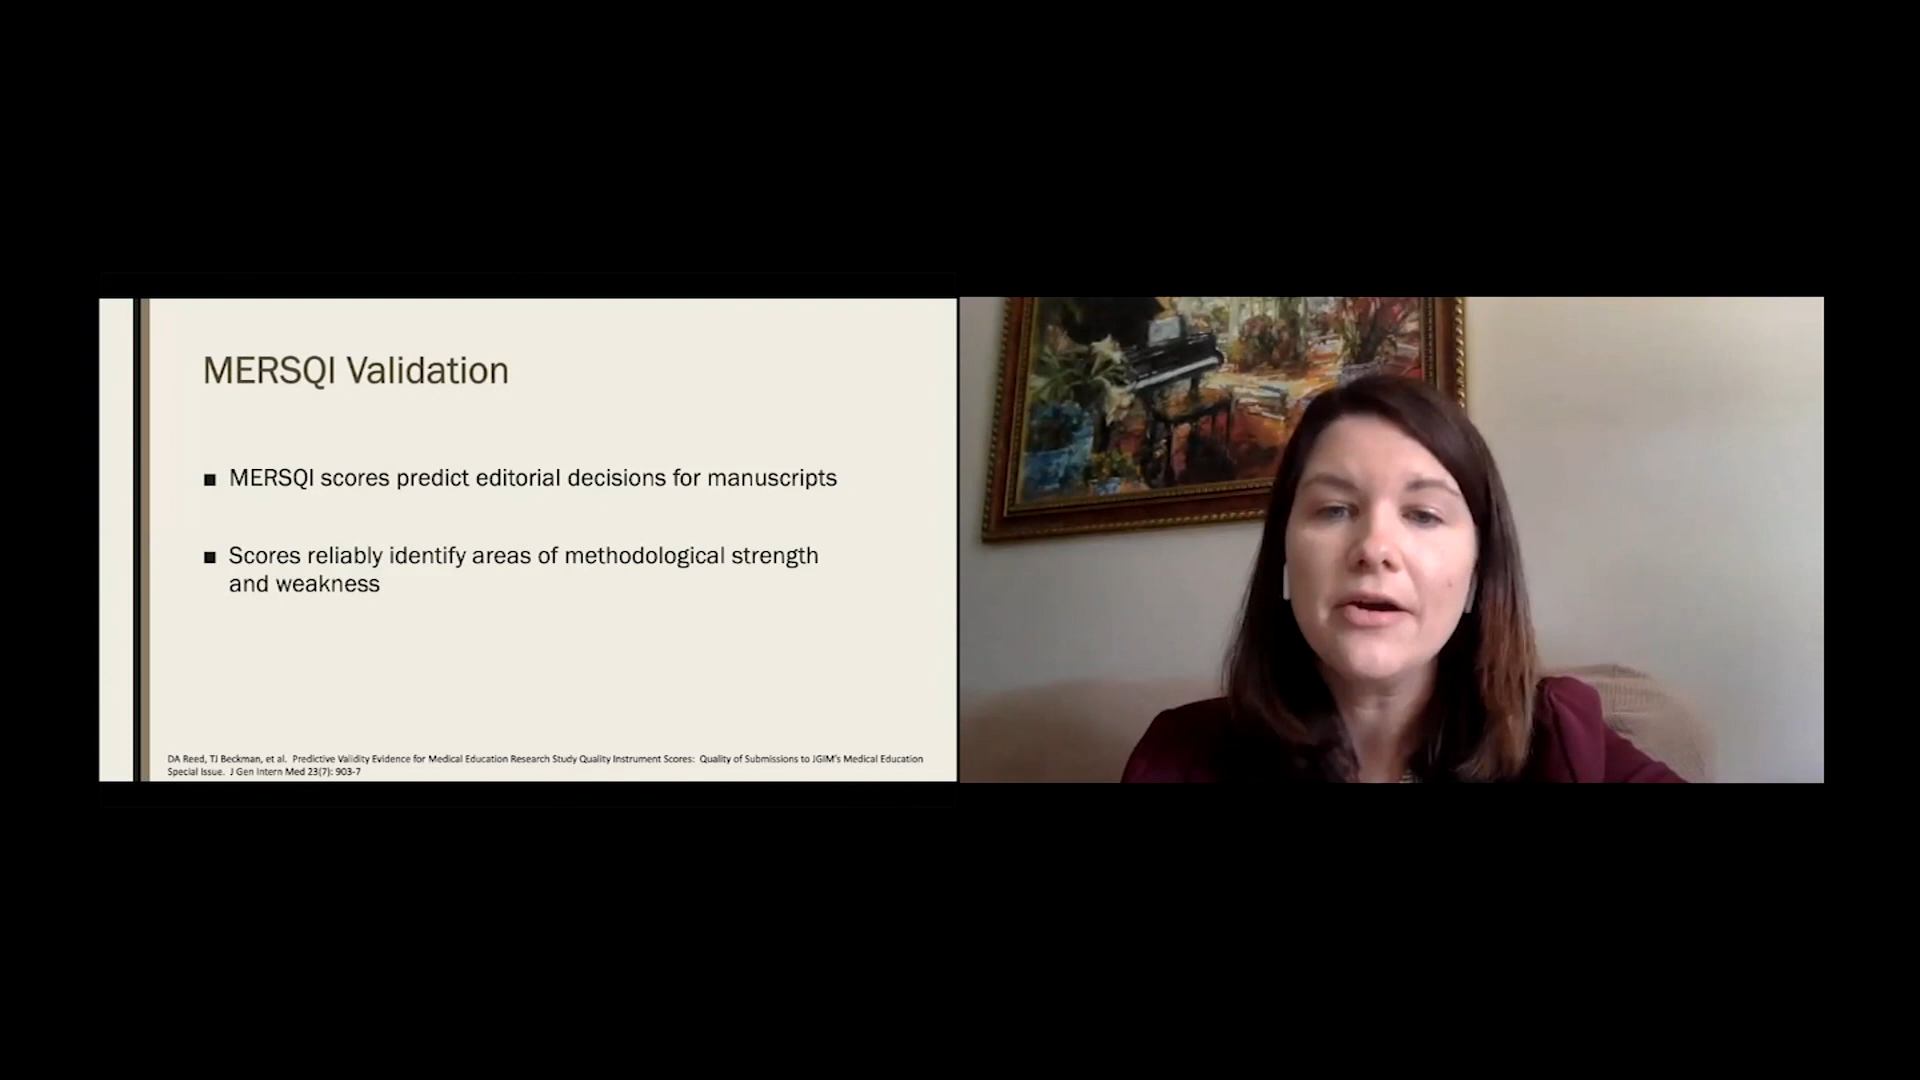 MERSQI Validation
■ MERSQI scores predict editorial decisions for manuscripts
■ Scores reliably identify areas of methodological strength
and weakness
DA Reed, TJ Beckman, et al. Predictive Validity Evidence for Medical Education Research Study Quality Instrument Scores: Quality of Submissions to JGIM's Medical Education
Special Issue. J Gen Intern Med 23(7): 903-7